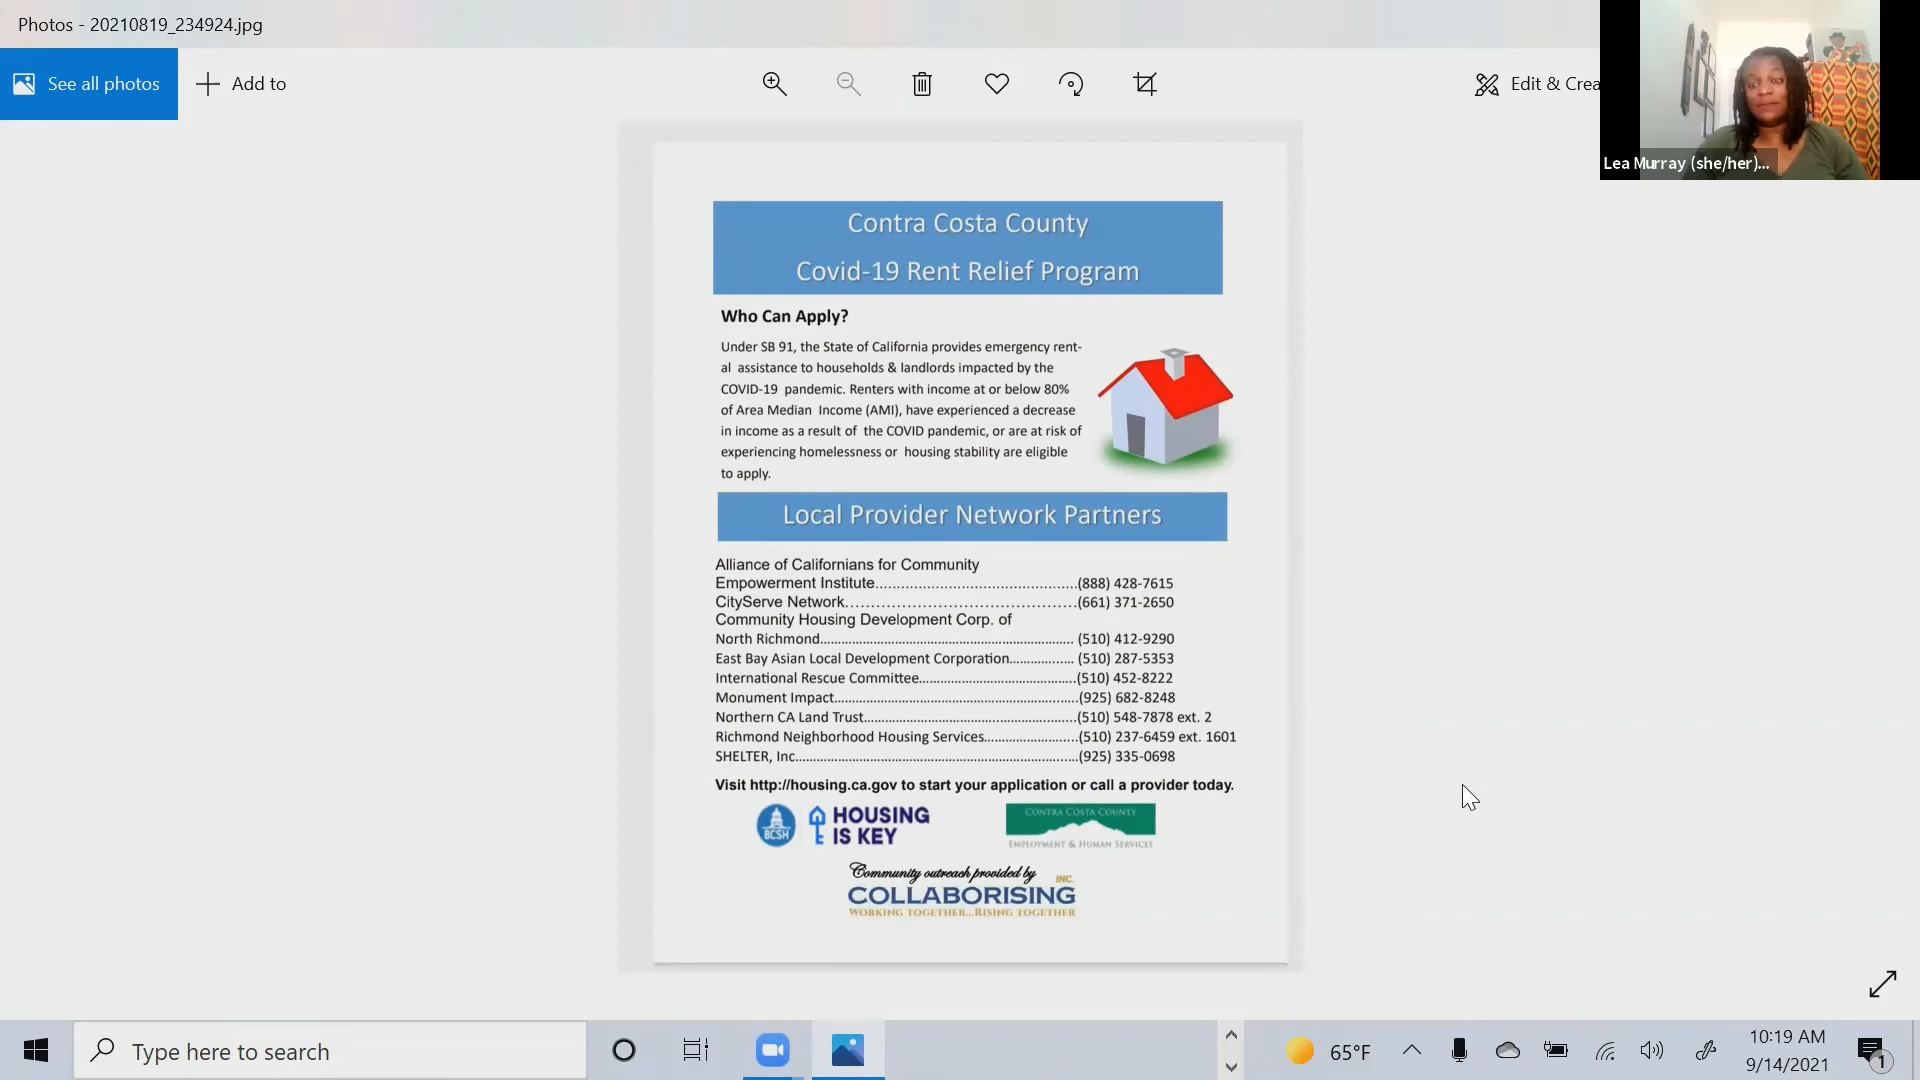 Photos - 20210819_234924.jpg
See all photos
Add to
Edit & Crea
Lea Murray (she/her)...
Contra Costa County
Covid-19 Rent Relief Program
Who Can Apply?
Under SB 91, the State of California provides emergency rent-
al assistance to households & landlords impacted by the
COVID-19 pandemic. Renters with income at or below 80%
of Area Median Income (AMI), have experienced a decrease
in income as a result of the COVID pandemic, or are at risk of
experiencing homelessness or housing stability are eligible
to apply.
Local Provider Network Partners
Alliance of Californians for Community
Empowerment Institute..............................................(888) 428-7615
CityServe Network............................................(661) 371-2650
Community Housing Development Corp. of
North Richmond...................................................................... (510) 412-9290
East Bay Asian Local Development Corporation.................. (510) 287-5353
International Rescue Committee...........................................(510) 452-8222
Monument Impact...................................................................(925) 682-8248
Northern CA Land Trust...........................................................(510) 548-7878 ext. 2
Richmond Neighborhood Housing Services..........................(510) 237-6459 ext. 1601
SHELTER, Inc..............................................................................(925) 335-0698
Visit http://housing.ca.gov to start your application or call a provider today.
BCSH
HOUSING
IS KEY
CONTRA COSTA COUNTY
EMPLOYMENT & HUMAN SERVICES
Community outreach provided by
COLLABORISING INC.
WORKING TOGETHER...RISING TOGETHER
Type here to search
65°F
10:19 AM
9/14/2021
1